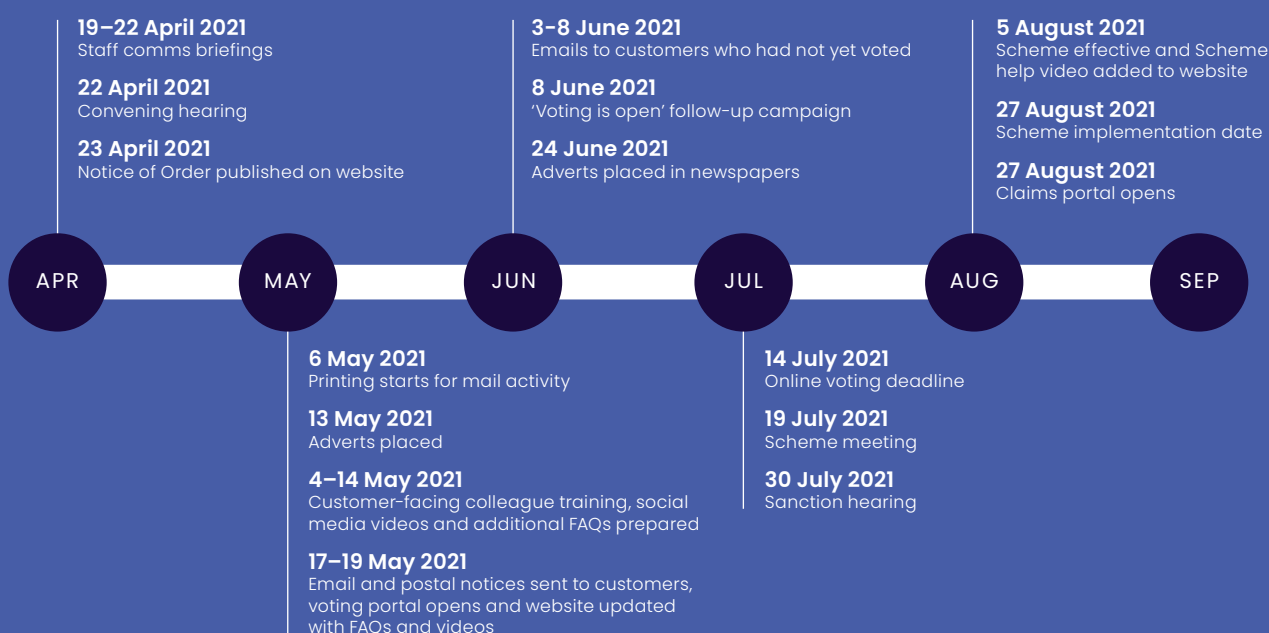 19–22 April 2021
Staff comms briefings
22 April 2021
Convening hearing
23 April 2021
Notice of Order published on website
3-8 June 2021
Emails to customers who had not yet voted
8 June 2021
‘Voting is open’ follow-up campaign
24 June 2021
Adverts placed in newspapers
5 August 2021
Scheme effective and Scheme
help video added to website
27 August 2021
Scheme implementation date
27 August 2021
Claims portal opens
APR
MAY
JUN
JUL
AUG
SEP
6 May 2021
Printing starts for mail activity
13 May 2021
Adverts placed
4–14 May 2021
Customer-facing colleague training, social
media videos and additional FAQs prepared
17–19 May 2021
Email and postal notices sent to customers,
voting portal opens and website updated
with FAQs and videos
14 July 2021
Online voting deadline
19 July 2021
Scheme meeting
30 July 2021
Sanction hearing